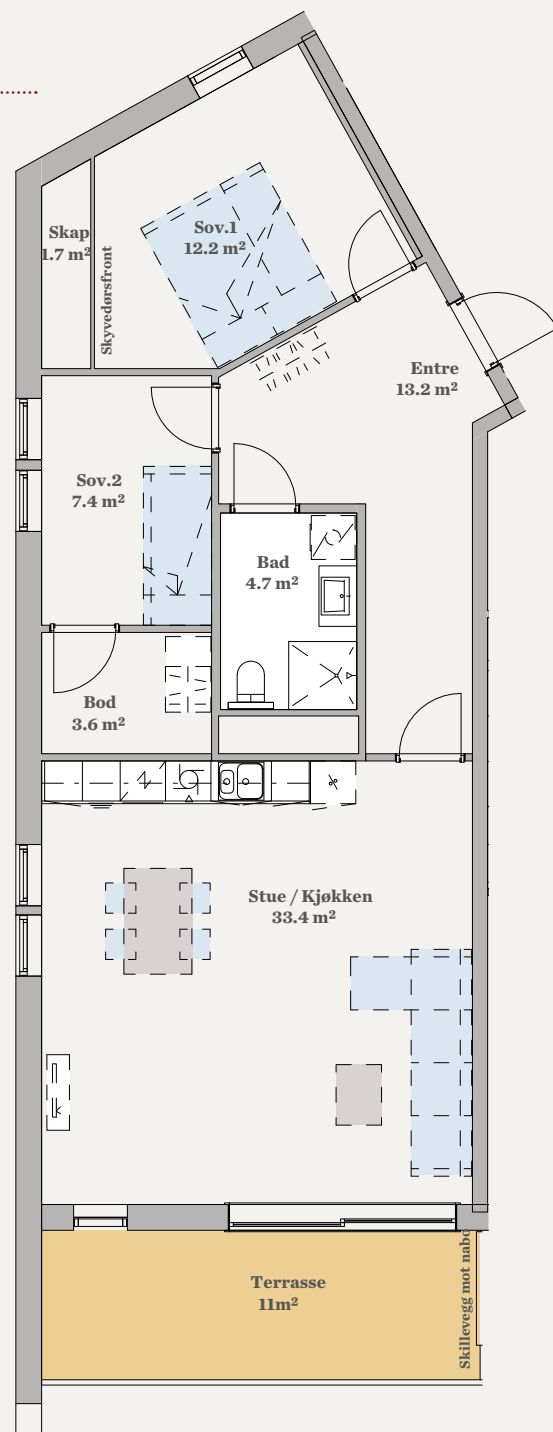 Skap
1.7 m²
Skyvedørsfront
Sov.1
12.2 m²
Entre
13.2 m²
Sov.2
7.4 m²
Bad
4.7 m²
Bod
3.6 m²
Stue / Kjøkken
33.4 m²
Terrasse
11m²
Skillevegg mot nabo